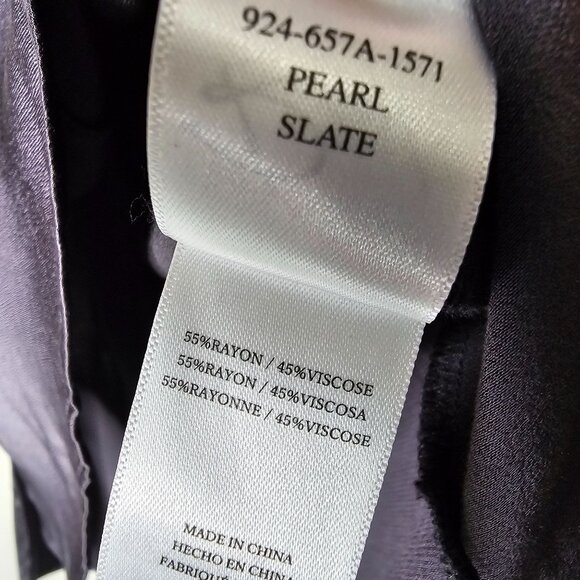 924-657A-1571
PEARL
SLATE
55%RAYON / 45%VISCOSE
55%RAYON / 45%VISCOSA
55%RAYONNE / 45%VISCOSE
MADE IN CHINA
HECHO EN CHINA